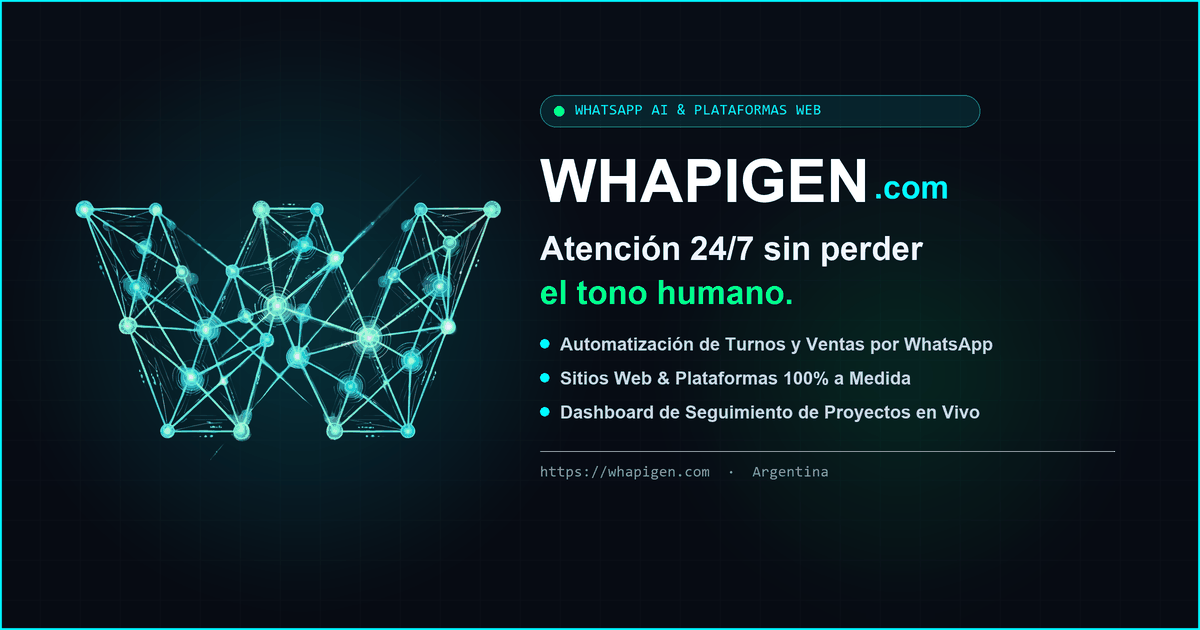 WHATSAPP AI & PLATAFORMAS WEB
WHAPIGEN.com
Atención 24/7 sin perder
el tono humano.
Automatización de Turnos y Ventas por WhatsApp
Sitios Web & Plataformas 100% a Medida
Dashboard de Seguimiento de Proyectos en Vivo
https://whapigen.com · Argentina